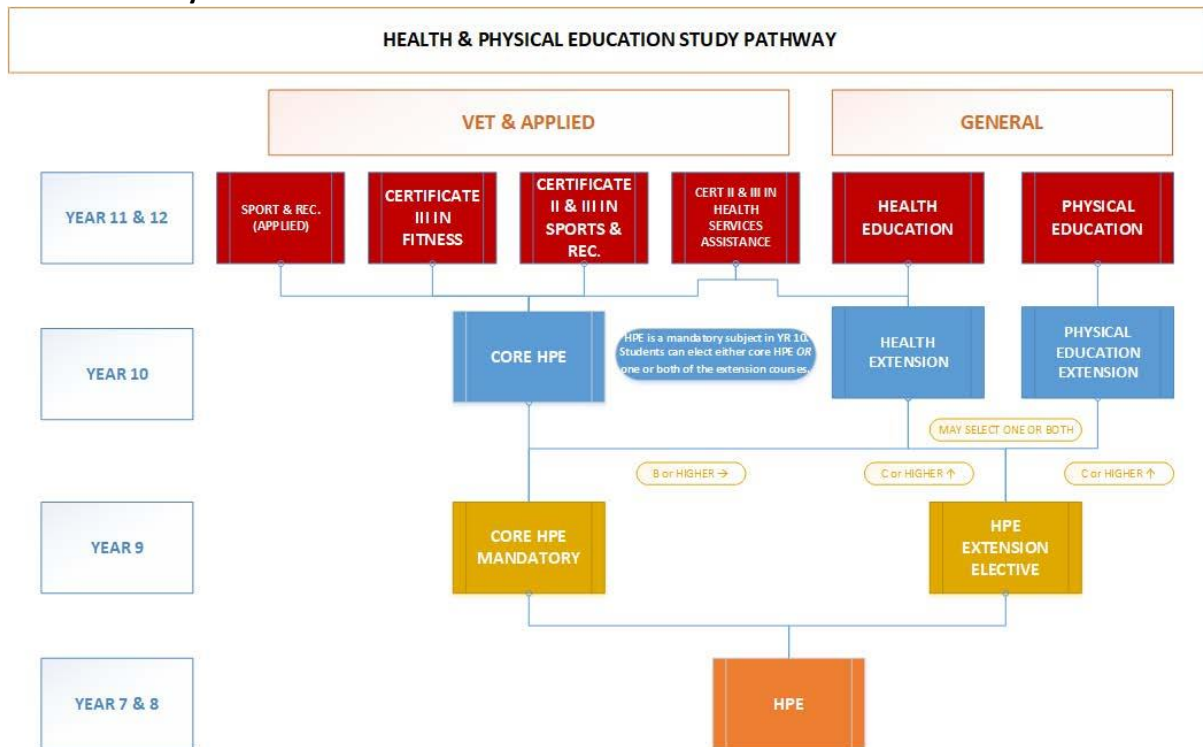 HEALTH & PHYSICAL EDUCATION STUDY PATHWAY
VET & APPLIED
GENERAL
YEAR 11 & 12
SPORT & REC.
(APPLIED)
CERTIFICATE
III IN
FITNESS
CERTIFICATE
II & III IN
SPORTS &
REC.
CERT II & III IN
HEALTH
SERVICES
ASSISTANCE
HEALTH
EDUCATION
PHYSICAL
EDUCATION
YEAR 10
CORE HPE
HPE is a mandatory subject in YR 10.
Students can elect either core HPE OR
one or both of the extension courses.
HEALTH
EXTENSION
PHYSICAL
EDUCATION
EXTENSION
MAY SELECT ONE OR BOTH
B or HIGHER →
C or HIGHER ↑
C or HIGHER ↑
YEAR 9
CORE HPE
MANDATORY
HPE
EXTENSION
ELECTIVE
YEAR 7 & 8
HPE